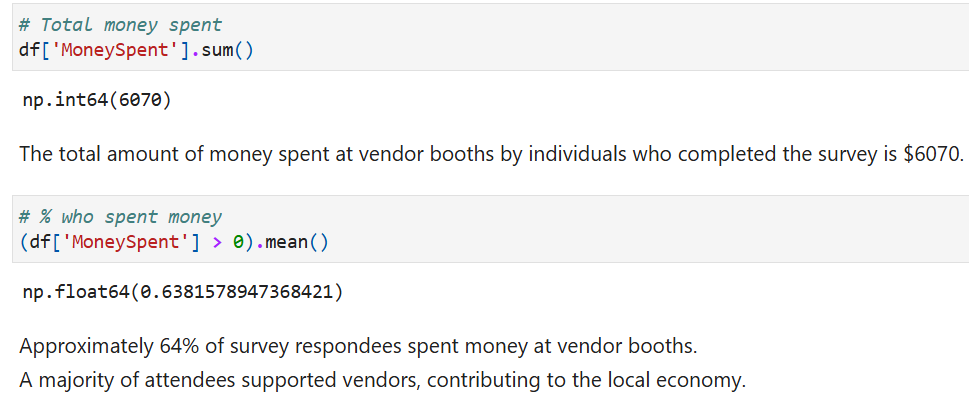 # Total money spent
df['MoneySpent'].sum()
np.int64(6070)
The total amount of money spent at vendor booths by individuals who completed the survey is $6070.
# % who spent money
(df['MoneySpent'] > 0).mean()
np.float64(0.6381578947368421)
Approximately 64% of survey respondees spent money at vendor booths.
A majority of attendees supported vendors, contributing to the local economy.